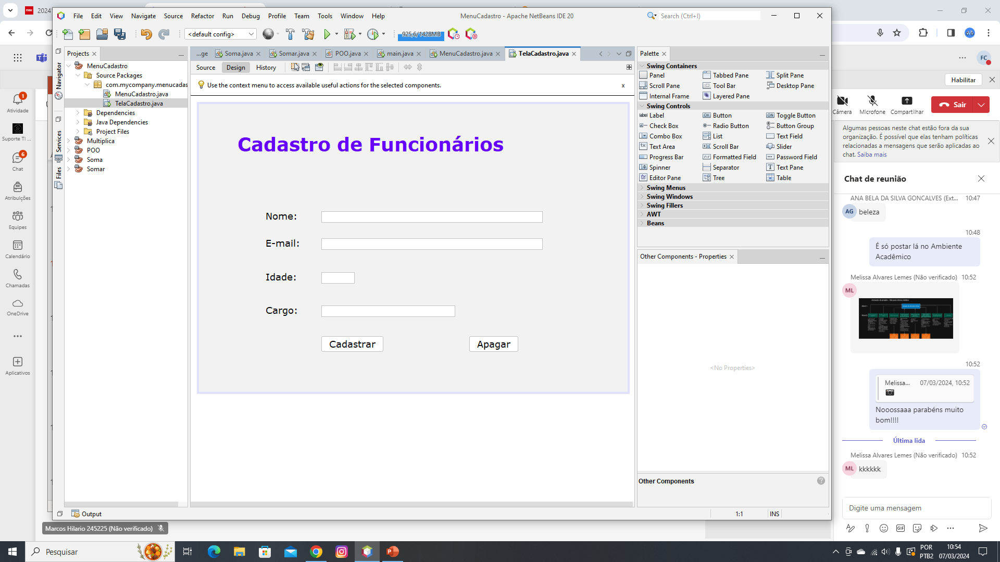 2024
File Edit View Navigate Source Refactor Run Debug Profile Team Tools Window Help
MenuCadastro - Apache NetBeans IDE 20
Search (Ctrl+I)
<default config>
925,6/1428MB
Projects
Navigator
Services
Files
MenuCadastro
Source Packages
com.mycompany.menucadas
MenuCadastro.java
TelaCadastro.java
Dependencies
Java Dependencies
Project Files
Multiplica
POO
Soma
Somar
...ge Soma.java Somar.java POO.java main.java MenuCadastro.java TelaCadastro.java
Source Design History
Use the context menu to access available useful actions for the selected components.
x
Cadastro de Funcionários
Nome:
E-mail:
Idade:
Cargo:
Cadastrar Apagar
Palette
Swing Containers
Panel Tabbed Pane Split Pane
Scroll Pane Tool Bar Desktop Pane
Internal Frame Layered Pane
Swing Controls
Label Button Toggle Button
Check Box Radio Button Button Group
Combo Box List Text Field
Text Area Scroll Bar Slider
Progress Bar Formatted Field Password Field
Spinner Separator Text Pane
Editor Pane Tree Table
Swing Menus
Swing Windows
Swing Fillers
AWT
Beans
Other Components - Properties
<No Properties>
Other Components
Output
1:1 INS
Marcos Hilario 245225 (Não verificado)
Atividade
1
Suporte TI ...
Chat
6
Atribuições
Equipes
Calendário
Chamadas
OneDrive
Aplicativos
FC
Habilitar
Câmera Microfone Compartilhar
Sair
Algumas pessoas neste chat estão fora da sua
organização. É possível que elas tenham políticas
relacionadas a mensagens que serão aplicadas ao
chat. Saiba mais
Chat de reunião
ANA BELA DA SILVA GONCALVES (Ext... 10:47
AG beleza
10:48
É só postar lá no Ambiente
Acadêmico
Melissa Alvares Lemes (Não verificado) 10:52
ML
10:52
Melissa... 07/03/2024, 10:52
Nooossaaa parabéns muito
bom!!!!
Última lida
Melissa Alvares Lemes (Não verificado) 10:52
ML kkkkkk
Digite uma mensagem
GIF
Pesquisar
POR
PTB2
10:54
07/03/2024